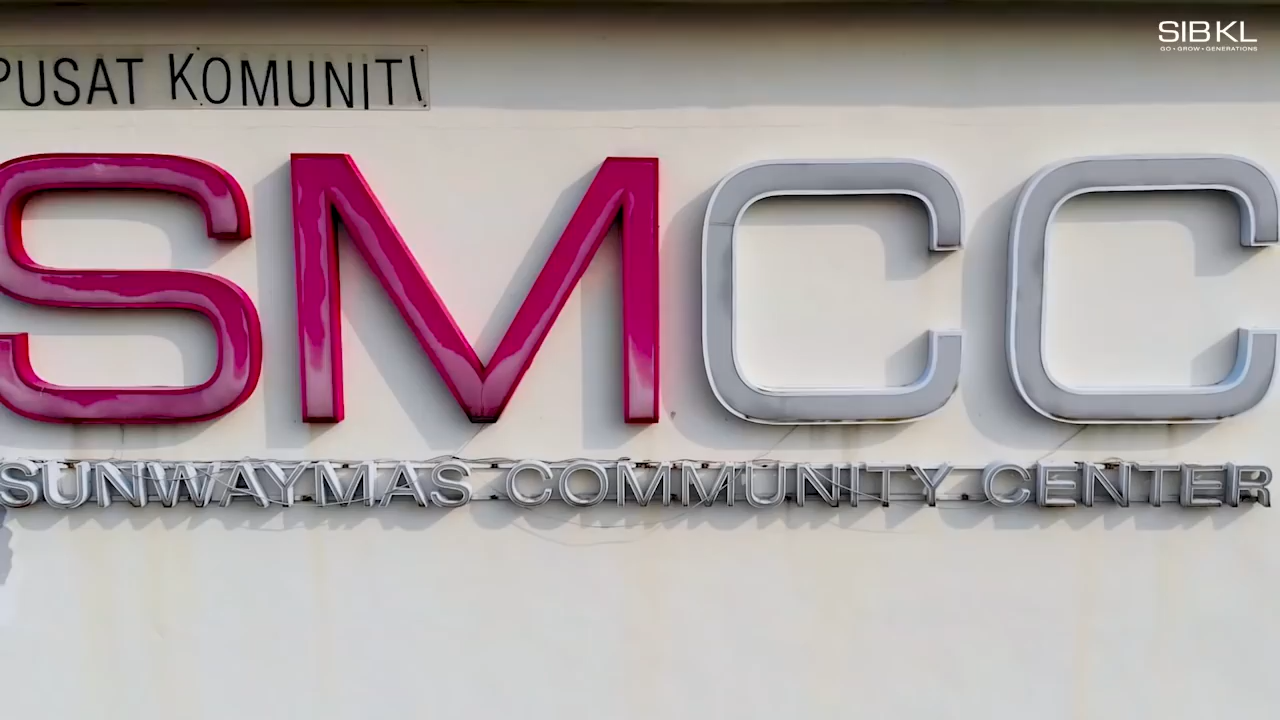 SIBKL
GO • GROW • GENERATIONS
PUSAT KOMUNITI
SMCC
SUNWAYMAS COMMUNITY CENTER